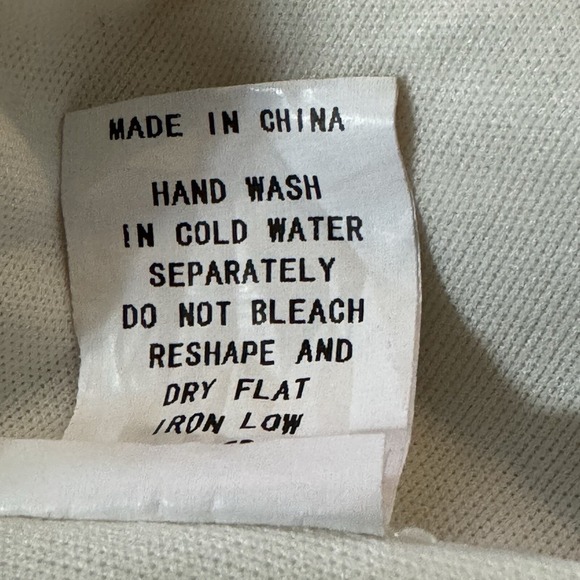 MADE IN CHINA
HAND WASH
IN COLD WATER
SEPARATELY
DO NOT BLEACH
RESHAPE AND
DRY FLAT
IRON LOW